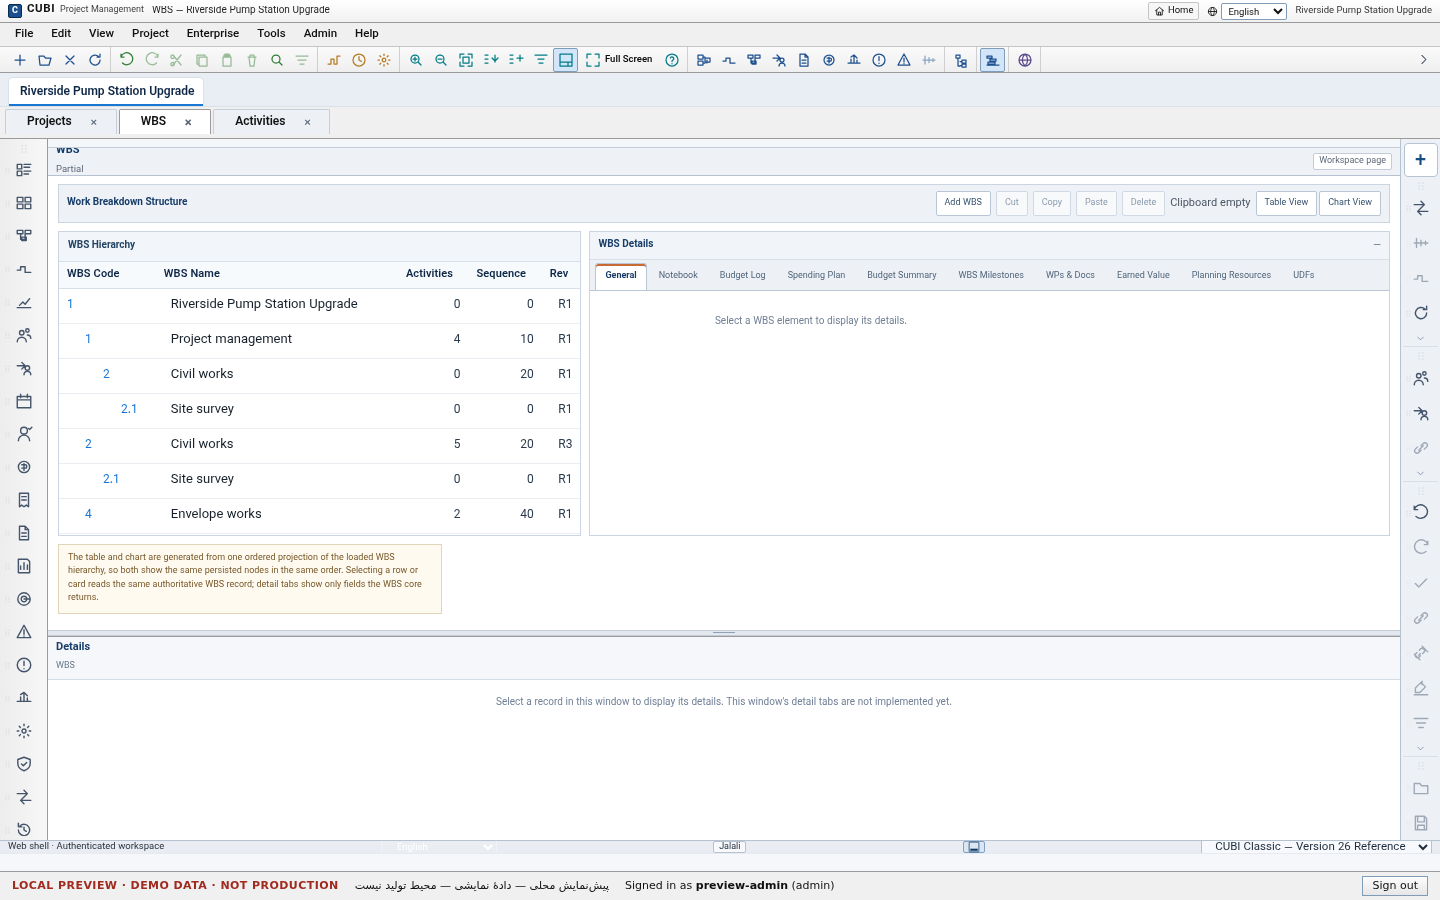 C CUBI Project Management WBS — Riverside Pump Station Upgrade Home English Riverside Pump Station Upgrade
File Edit View Project Enterprise Tools Admin Help
Full Screen
Riverside Pump Station Upgrade
Projects × WBS × Activities ×
WBS
Partial Workspace page
Work Breakdown Structure Add WBS Cut Copy Paste Delete Clipboard empty Table View Chart View
WBS Hierarchy
WBS Code WBS Name Activities Sequence Rev
1 Riverside Pump Station Upgrade 0 0 R1
1 Project management 4 10 R1
2 Civil works 0 20 R1
2.1 Site survey 0 0 R1
2 Civil works 5 20 R3
2.1 Site survey 0 0 R1
4 Envelope works 2 40 R1
WBS Details –
General Notebook Budget Log Spending Plan Budget Summary WBS Milestones WPs & Docs Earned Value Planning Resources UDFs
Select a WBS element to display its details.
The table and chart are generated from one ordered projection of the loaded WBS
hierarchy, so both show the same persisted nodes in the same order. Selecting a row or
card reads the same authoritative WBS record; detail tabs show only fields the WBS core
returns.
Details
WBS
Select a record in this window to display its details. This window's detail tabs are not implemented yet.
Web shell · Authenticated workspace English Jalali CUBI Classic — Version 26 Reference
LOCAL PREVIEW · DEMO DATA · NOT PRODUCTION پیش‌نمایش محلی — دادهٔ نمایشی — محیط تولید نیست Signed in as preview-admin (admin) Sign out